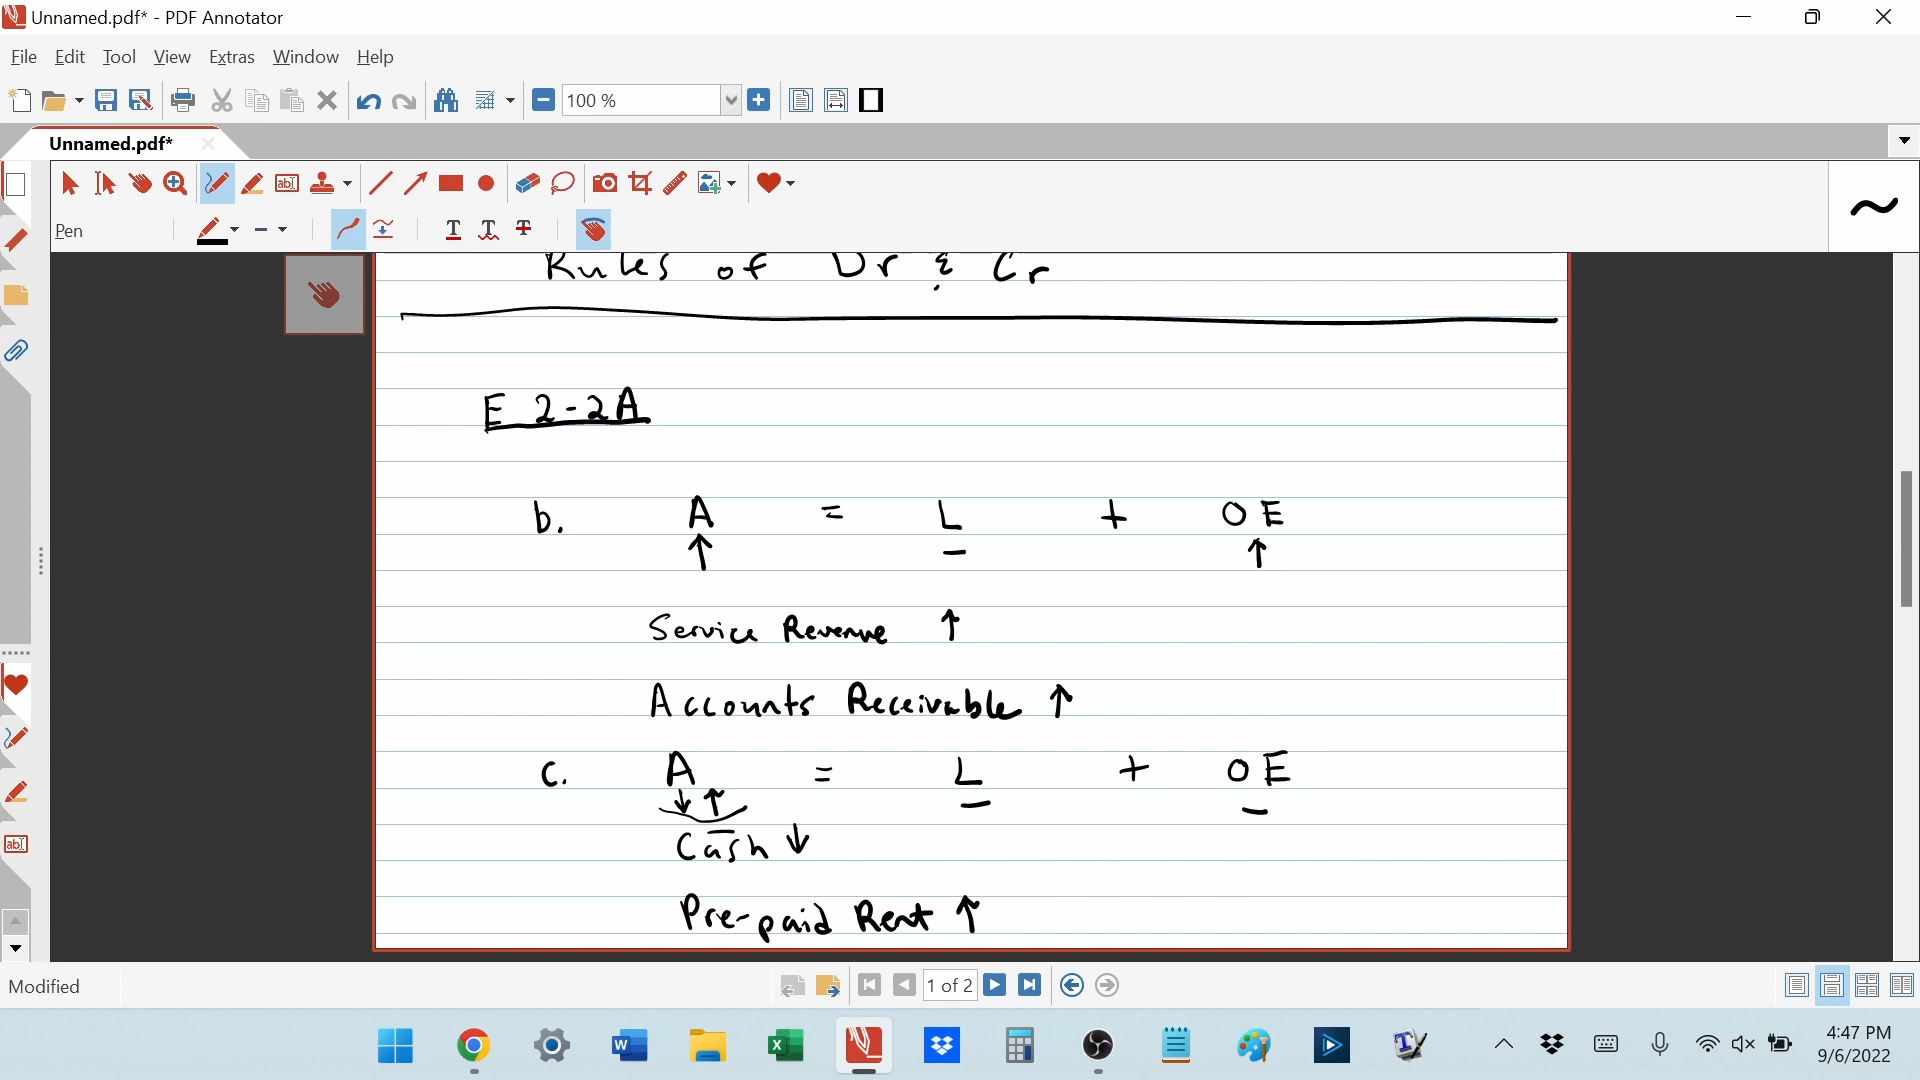 Unnamed.pdf* - PDF Annotator
File Edit Tool View Extras Window Help
100 %
Unnamed.pdf*
Pen
Rules of Dr & Cr
E 2-2A
b. A = L + OE
↑ – ↑
Service Revenue ↑
Accounts Receivable ↑
c. A = L + OE
↓ ↑ – –
Cash ↓
Pre-paid Rent ↑
Modified
1 of 2
4:47 PM
9/6/2022